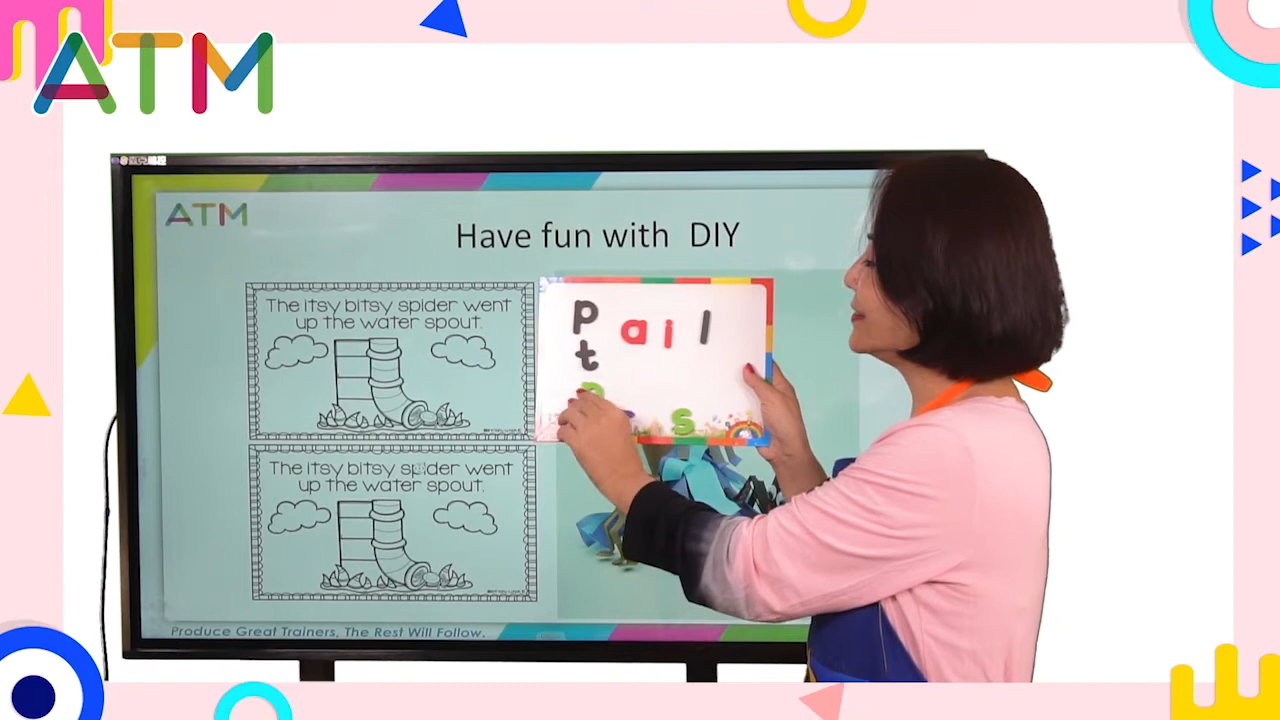 ATM
ATM
Have fun with DIY
The itsy bitsy spider went
up the water spout.
p ail
t
s
The itsy bitsy spider went
up the water spout.
Produce Great Trainers, The Rest Will Follow.